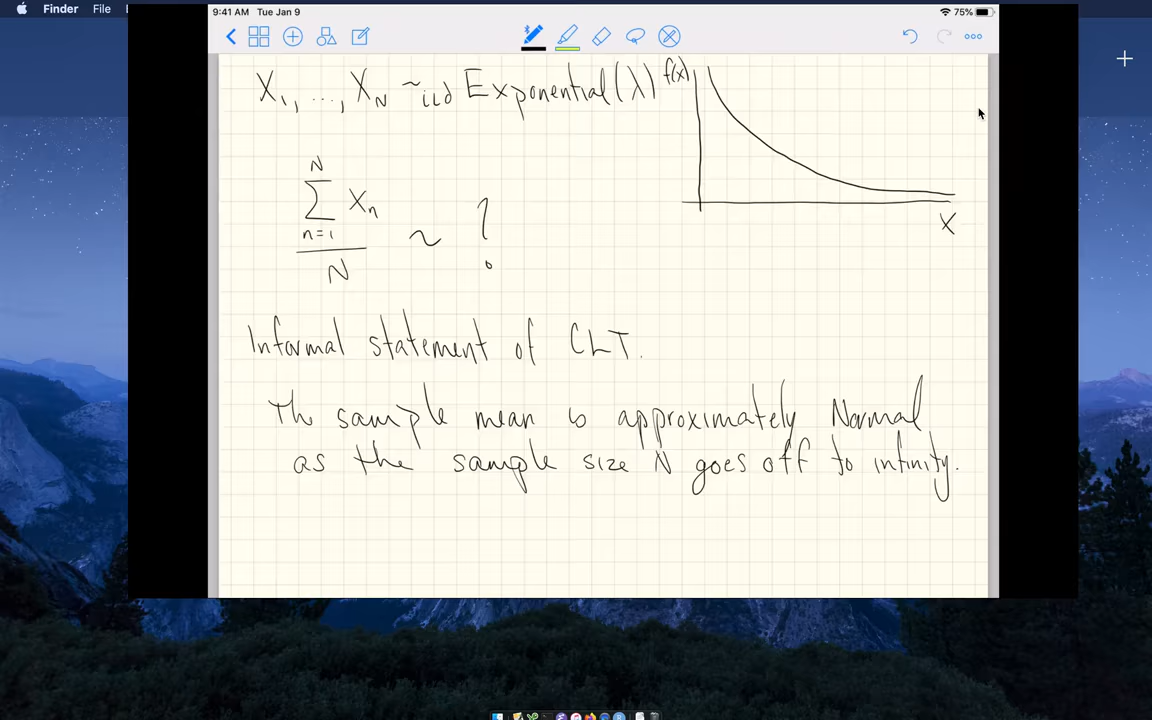 Finder File
9:41 AM Tue Jan 9 75%
X₁, ..., X_N ~iid Exponential(λ)
f(x)
x
N
∑ Xₙ
n=1
N
~ ?
Informal statement of CLT.
The sample mean is approximately Normal
as the sample size N goes off to infinity.